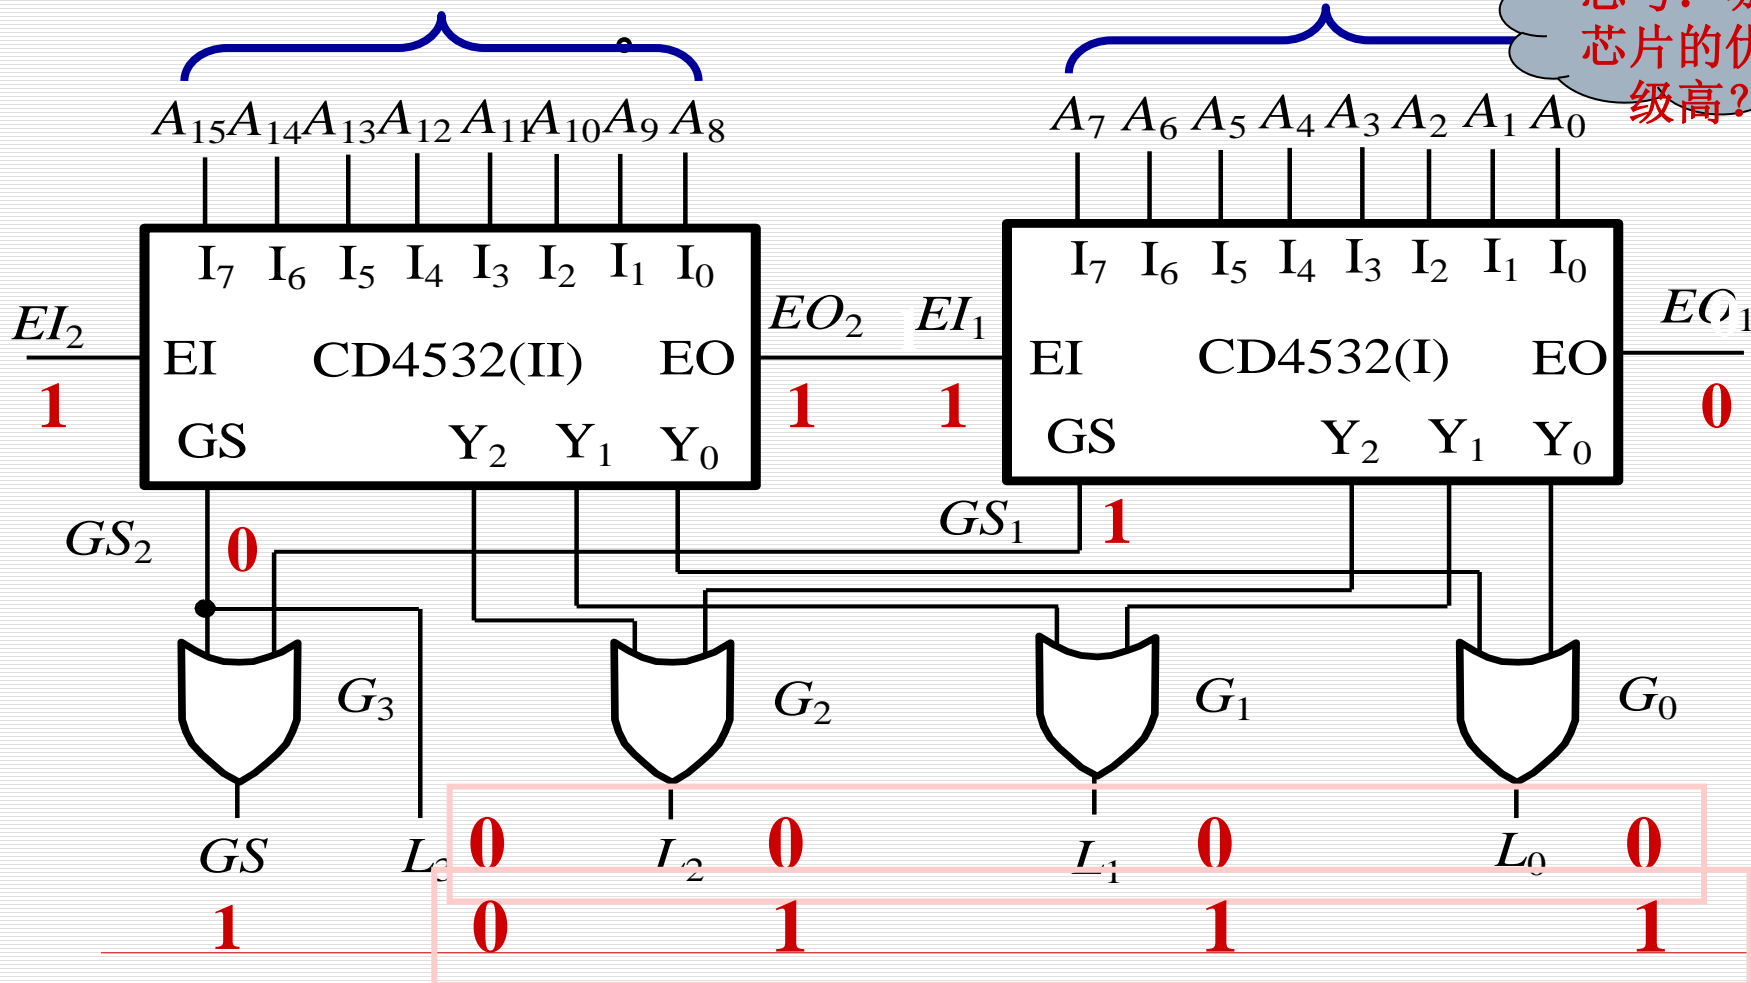 芯片的优
级高？
A15 A14 A13 A12 A11 A10 A9 A8
A7 A6 A5 A4 A3 A2 A1 A0
I7 I6 I5 I4 I3 I2 I1 I0
I7 I6 I5 I4 I3 I2 I1 I0
EI2 EO2 EI1 EO1
EI CD4532(II) EO EI CD4532(I) EO
1 1 1 0
GS Y2 Y1 Y0 GS Y2 Y1 Y0
GS2 0 GS1 1
G3 G2 G1 G0
GS L3 0 L2 0 L1 0 L0 0
1 0 1 1 1